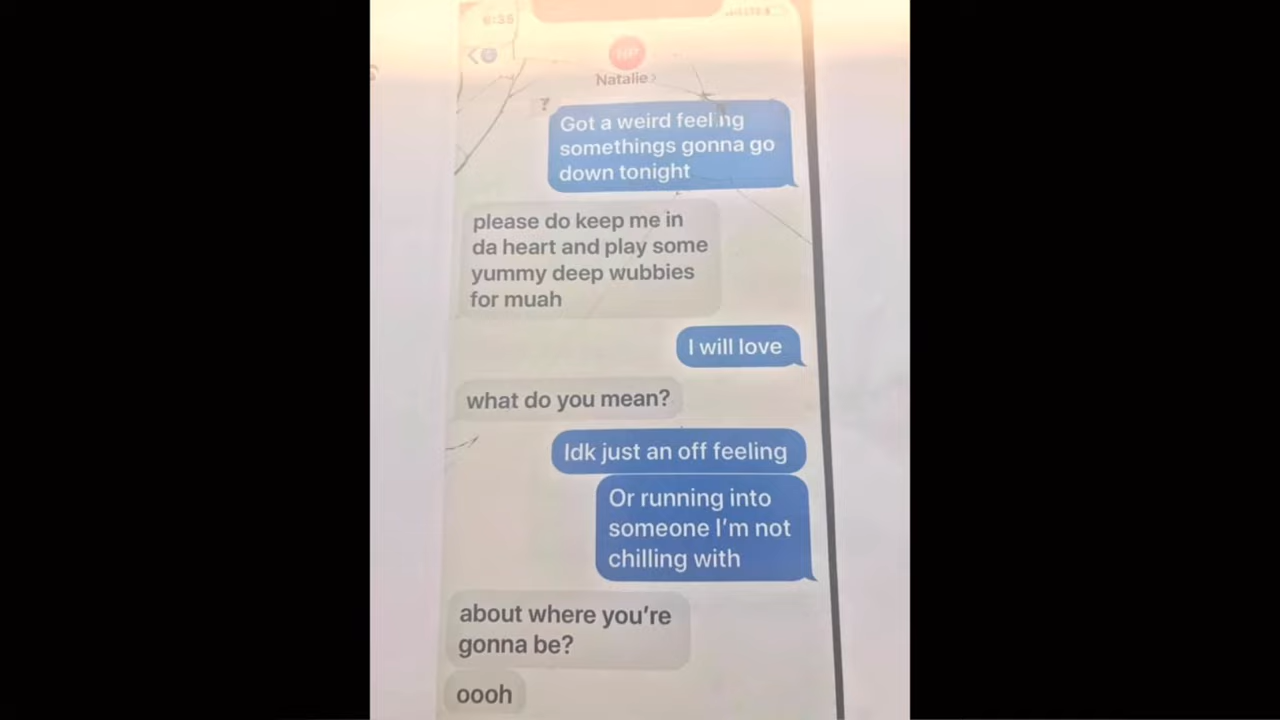 6:35
Natalie
?
Got a weird feeling
somethings gonna go
down tonight
please do keep me in
da heart and play some
yummy deep wubbies
for muah
I will love
what do you mean?
Idk just an off feeling
Or running into
someone I'm not
chilling with
about where you're
gonna be?
oooh